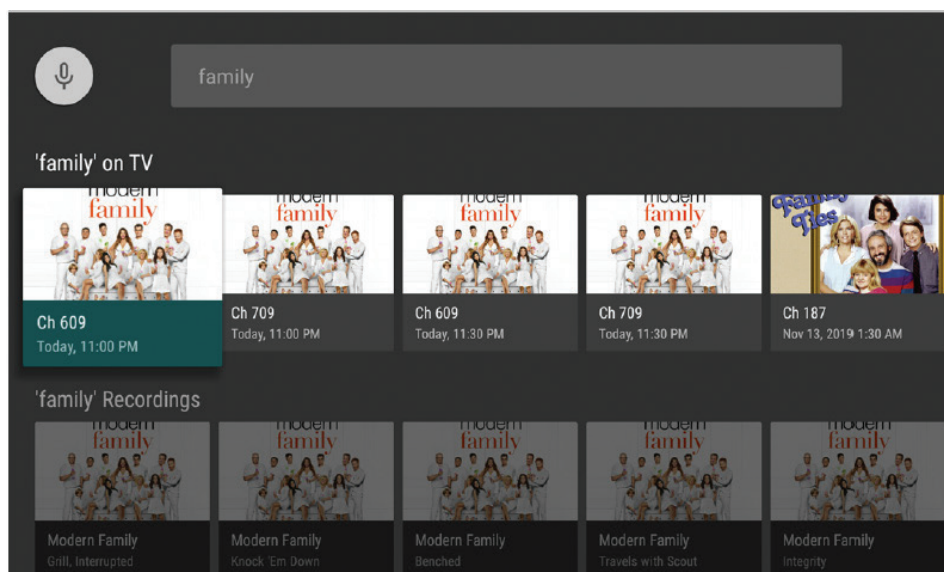 family
'family' on TV
modern
family
Ch 609
Today, 11:00 PM
modern
family
Ch 709
Today, 11:00 PM
modern
family
Ch 609
Today, 11:30 PM
modern
family
Ch 709
Today, 11:30 PM
Family
Ties
Ch 187
Nov 13, 2019 1:30 AM
'family' Recordings
modern
family
Modern Family
Grill, Interrupted
modern
family
Modern Family
Knock 'Em Down
modern
family
Modern Family
Benched
modern
family
Modern Family
Travels with Scout
modern
family
Modern Family
Integrity